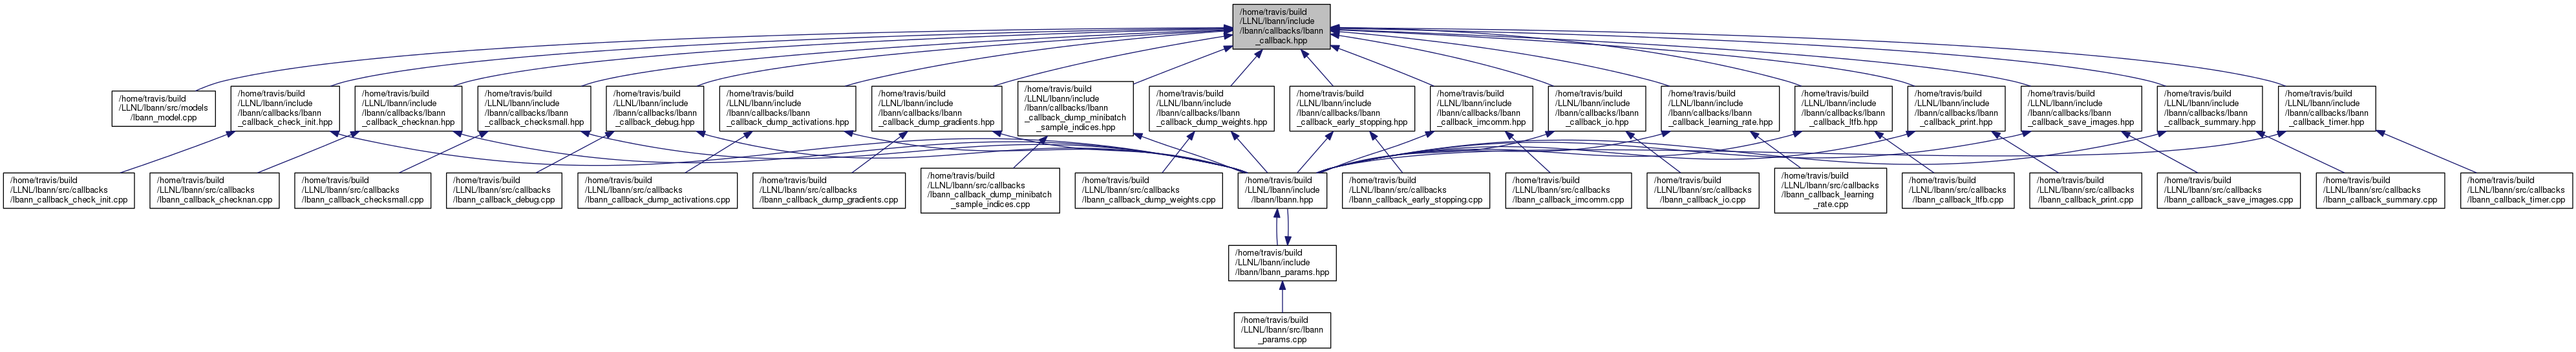 /home/travis/build
/LLNL/lbann/include
/lbann/callbacks/lbann
_callback.hpp
/home/travis/build
/LLNL/lbann/src/models
/lbann_model.cpp
/home/travis/build
/LLNL/lbann/include
/lbann/callbacks/lbann
_callback_check_init.hpp
/home/travis/build
/LLNL/lbann/include
/lbann/callbacks/lbann
_callback_checknan.hpp
/home/travis/build
/LLNL/lbann/include
/lbann/callbacks/lbann
_callback_checksmall.hpp
/home/travis/build
/LLNL/lbann/include
/lbann/callbacks/lbann
_callback_debug.hpp
/home/travis/build
/LLNL/lbann/include
/lbann/callbacks/lbann
_callback_dump_activations.hpp
/home/travis/build
/LLNL/lbann/include
/lbann/callbacks/lbann
_callback_dump_gradients.hpp
/home/travis/build
/LLNL/lbann/include
/lbann/callbacks/lbann
_callback_dump_minibatch
_sample_indices.hpp
/home/travis/build
/LLNL/lbann/include
/lbann/callbacks/lbann
_callback_dump_weights.hpp
/home/travis/build
/LLNL/lbann/include
/lbann/callbacks/lbann
_callback_early_stopping.hpp
/home/travis/build
/LLNL/lbann/include
/lbann/callbacks/lbann
_callback_imcomm.hpp
/home/travis/build
/LLNL/lbann/include
/lbann/callbacks/lbann
_callback_io.hpp
/home/travis/build
/LLNL/lbann/include
/lbann/callbacks/lbann
_callback_learning_rate.hpp
/home/travis/build
/LLNL/lbann/include
/lbann/callbacks/lbann
_callback_ltfb.hpp
/home/travis/build
/LLNL/lbann/include
/lbann/callbacks/lbann
_callback_print.hpp
/home/travis/build
/LLNL/lbann/include
/lbann/callbacks/lbann
_callback_save_images.hpp
/home/travis/build
/LLNL/lbann/include
/lbann/callbacks/lbann
_callback_summary.hpp
/home/travis/build
/LLNL/lbann/include
/lbann/callbacks/lbann
_callback_timer.hpp
/home/travis/build
/LLNL/lbann/src/callbacks
/lbann_callback_check_init.cpp
/home/travis/build
/LLNL/lbann/src/callbacks
/lbann_callback_checknan.cpp
/home/travis/build
/LLNL/lbann/src/callbacks
/lbann_callback_checksmall.cpp
/home/travis/build
/LLNL/lbann/src/callbacks
/lbann_callback_debug.cpp
/home/travis/build
/LLNL/lbann/src/callbacks
/lbann_callback_dump_activations.cpp
/home/travis/build
/LLNL/lbann/src/callbacks
/lbann_callback_dump_gradients.cpp
/home/travis/build
/LLNL/lbann/src/callbacks
/lbann_callback_dump_minibatch
_sample_indices.cpp
/home/travis/build
/LLNL/lbann/src/callbacks
/lbann_callback_dump_weights.cpp
/home/travis/build
/LLNL/lbann/include
/lbann/lbann.hpp
/home/travis/build
/LLNL/lbann/src/callbacks
/lbann_callback_early_stopping.cpp
/home/travis/build
/LLNL/lbann/src/callbacks
/lbann_callback_imcomm.cpp
/home/travis/build
/LLNL/lbann/src/callbacks
/lbann_callback_io.cpp
/home/travis/build
/LLNL/lbann/src/callbacks
/lbann_callback_learning
_rate.cpp
/home/travis/build
/LLNL/lbann/src/callbacks
/lbann_callback_ltfb.cpp
/home/travis/build
/LLNL/lbann/src/callbacks
/lbann_callback_print.cpp
/home/travis/build
/LLNL/lbann/src/callbacks
/lbann_callback_save_images.cpp
/home/travis/build
/LLNL/lbann/src/callbacks
/lbann_callback_summary.cpp
/home/travis/build
/LLNL/lbann/src/callbacks
/lbann_callback_timer.cpp
/home/travis/build
/LLNL/lbann/include
/lbann/lbann_params.hpp
/home/travis/build
/LLNL/lbann/src/lbann
_params.cpp